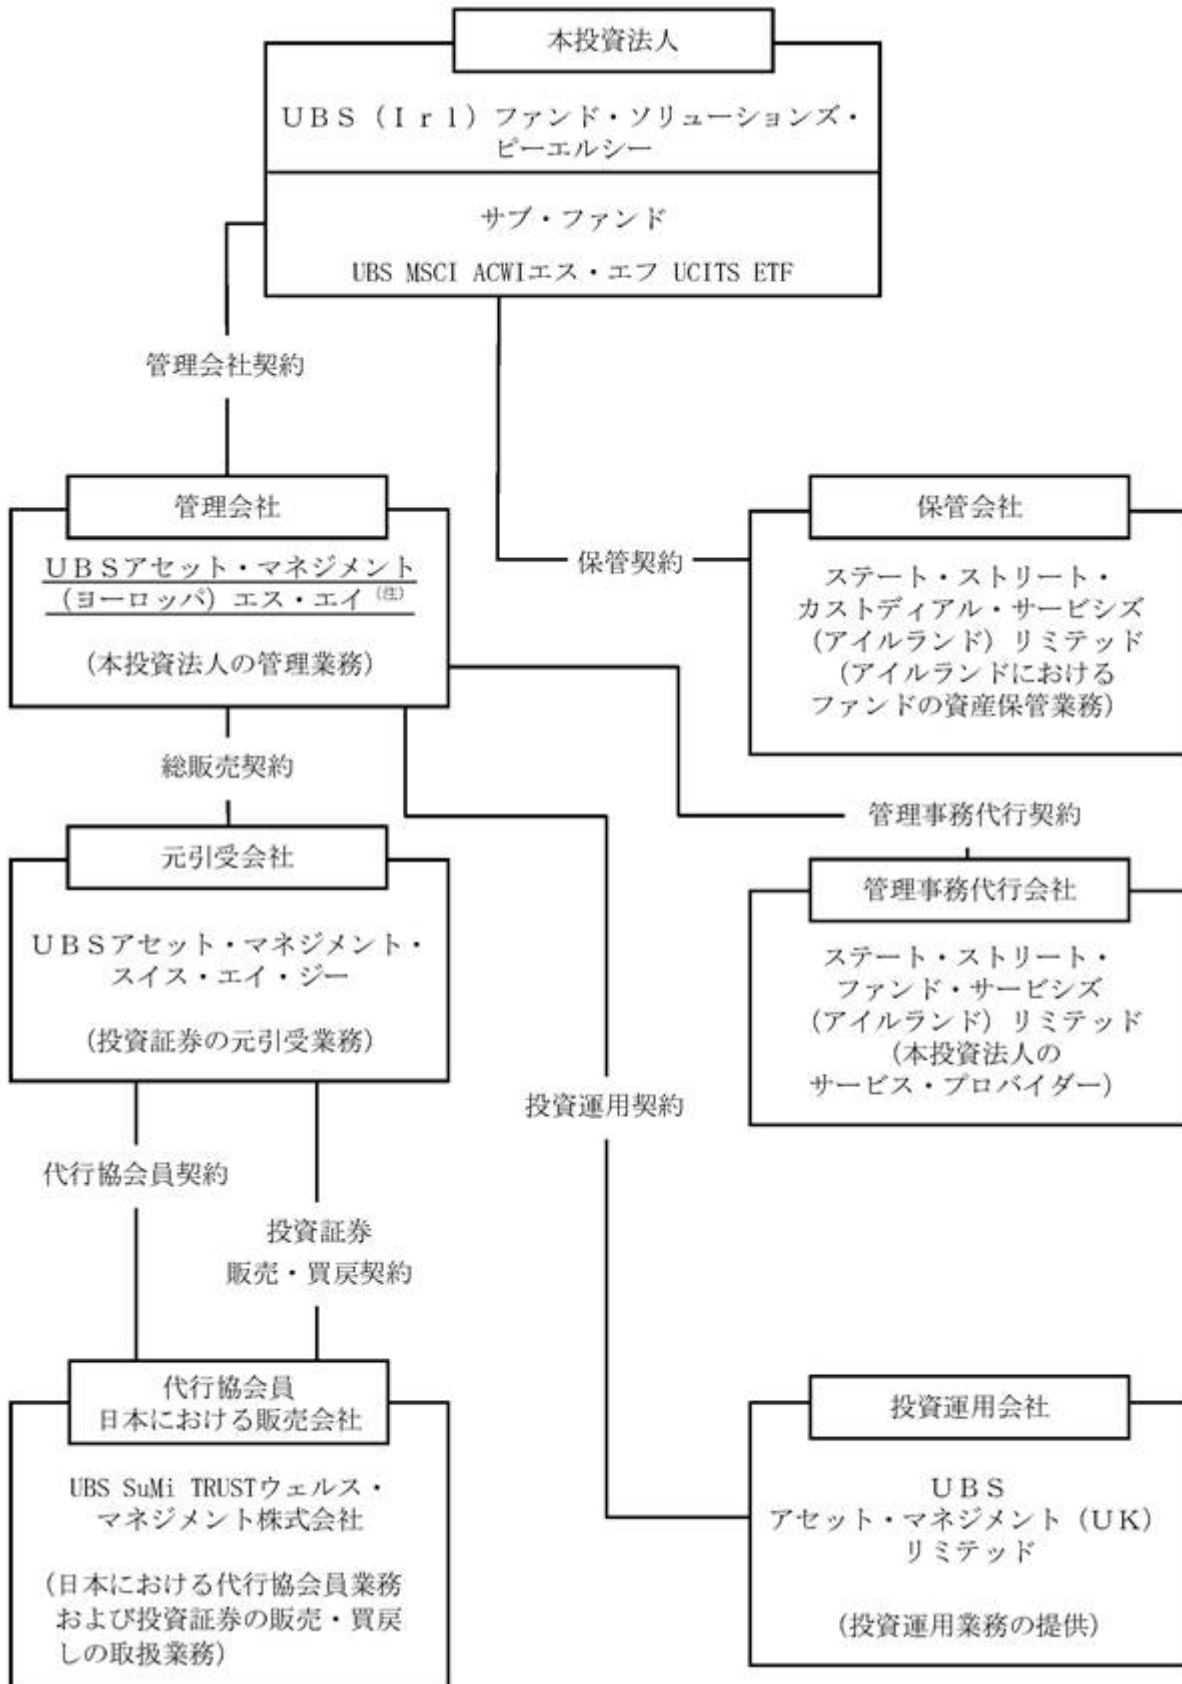 本投資法人
UBS（Irl）ファンド・ソリューションズ・
ピーエルシー
サブ・ファンド
UBS MSCI ACWIエス・エフ UCITS ETF
管理会社契約
管理会社
UBSアセット・マネジメント
（ヨーロッパ）エス・エイ（注）
（本投資法人の管理業務）
保管契約
保管会社
ステート・ストリート・
カストディアル・サービシズ
（アイルランド）リミテッド
（アイルランドにおける
ファンドの資産保管業務）
総販売契約
管理事務代行契約
元引受会社
UBSアセット・マネジメント・
スイス・エイ・ジー
（投資証券の元引受業務）
管理事務代行会社
ステート・ストリート・
ファンド・サービシズ
（アイルランド）リミテッド
（本投資法人の
サービス・プロバイダー）
投資運用契約
代行協会員契約
投資証券
販売・買戻契約
代行協会員
日本における販売会社
UBS SuMi TRUSTウェルス・
マネジメント株式会社
（日本における代行協会員業務
および投資証券の販売・買戻
しの取扱業務）
投資運用会社
UBS
アセット・マネジメント（UK）
リミテッド
（投資運用業務の提供）